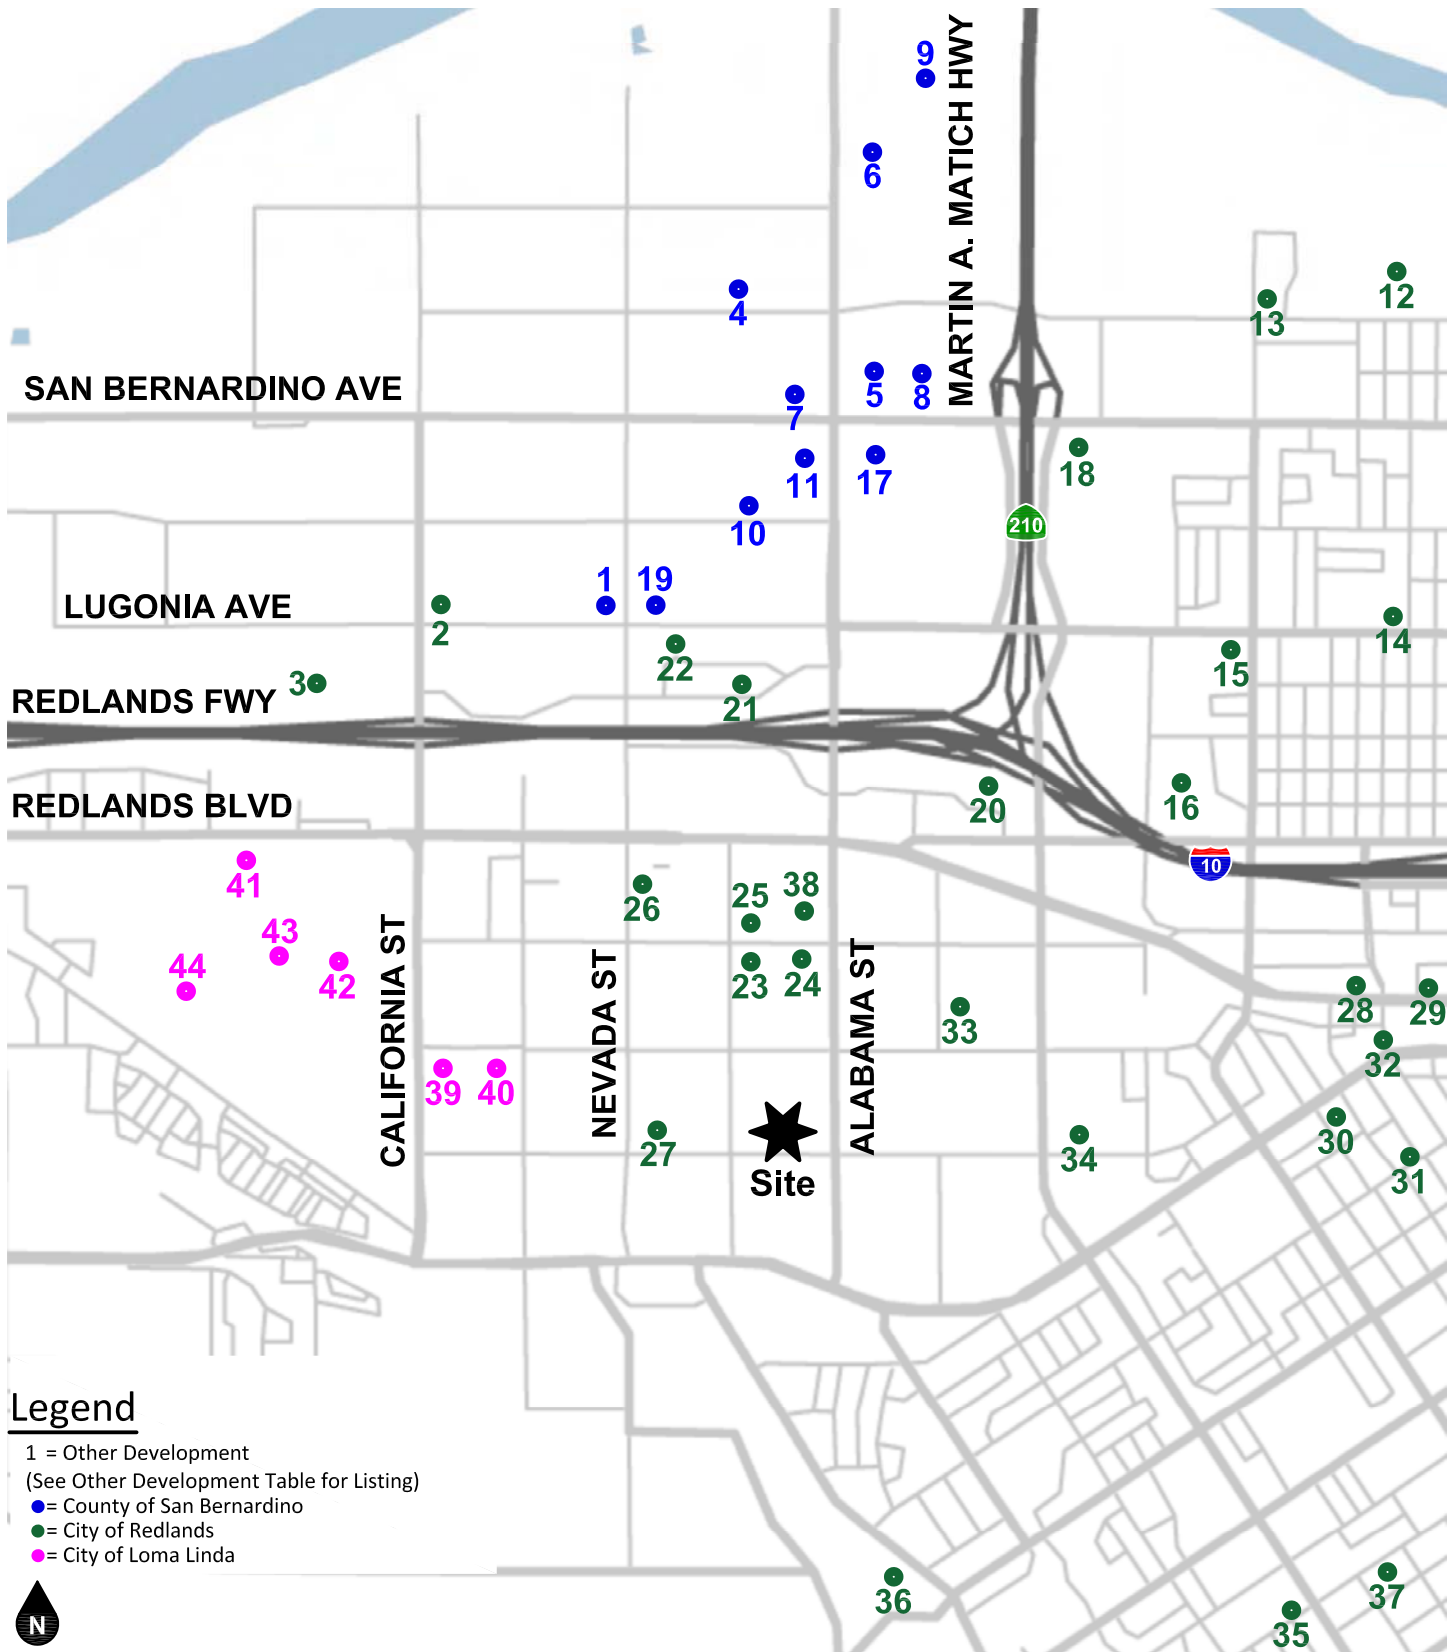 9
MARTIN A. MATICH HWY
6
12
4
13
SAN BERNARDINO AVE
5
8
7
18
11
17
10
210
1
19
LUGONIA AVE
2
14
22
15
3
REDLANDS FWY
21
20
16
REDLANDS BLVD
10
41
38
25
26
43
44
42
23
24
28
29
CALIFORNIA ST
NEVADA ST
ALABAMA ST
33
32
39
40
30
27
34
31
Site
Legend
1 = Other Development
(See Other Development Table for Listing)
= County of San Bernardino
= City of Redlands
= City of Loma Linda
N
36
37
35